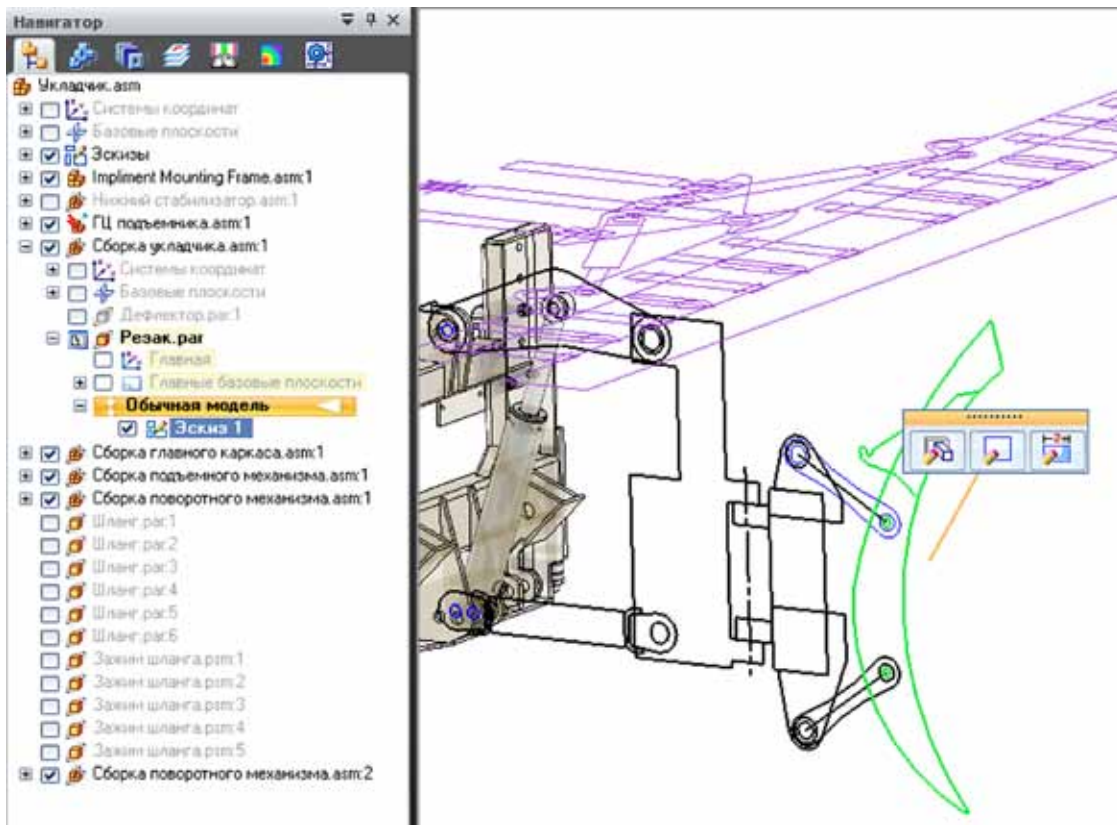 Навигатор
Укладчик.asm
Системы координат
Базовые плоскости
Эскизы
Impliment Mounting Frame.asm:1
Нижний стабилизатор.asm:1
ГЦ подъемника.asm:1
Сборка укладчика.asm:1
Системы координат
Базовые плоскости
Дефлектор.par:1
Резак.par
Главная
Главные базовые плоскости
Обычная модель
Эскиз 1
Сборка главного каркаса.asm:1
Сборка подъемного механизма.asm:1
Сборка поворотного механизма.asm:1
Шланг.par:1
Шланг.par:2
Шланг.par:3
Шланг.par:4
Шланг.par:5
Шланг.par:6
Зажим шланга.psm:1
Зажим шланга.psm:2
Зажим шланга.psm:3
Зажим шланга.psm:4
Зажим шланга.psm:5
Сборка поворотного механизма.asm:2